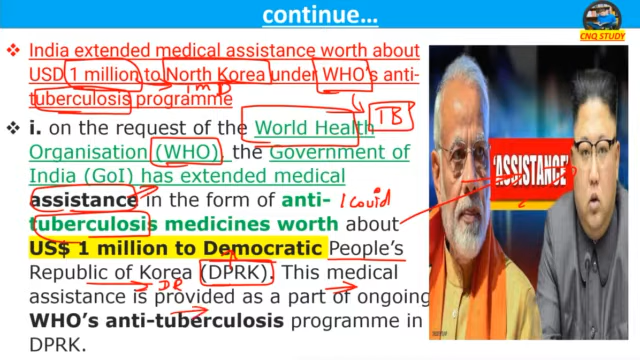 continue...
CNQ STUDY
❖ India extended medical assistance worth about
USD 1 million to North Korea under WHO's anti-
tuberculosis programme
1mD
TB
❖ i. on the request of the World Health
Organisation (WHO), the Government of
India (GoI) has extended medical
assistance in the form of anti-
tuberculosis medicines worth about
US$ 1 million to Democratic People's
Republic of Korea (DPRK). This medical
assistance is provided as a part of ongoing
WHO's anti-tuberculosis programme in
DPRK.
1 Covid
DR
'ASSISTANCE'